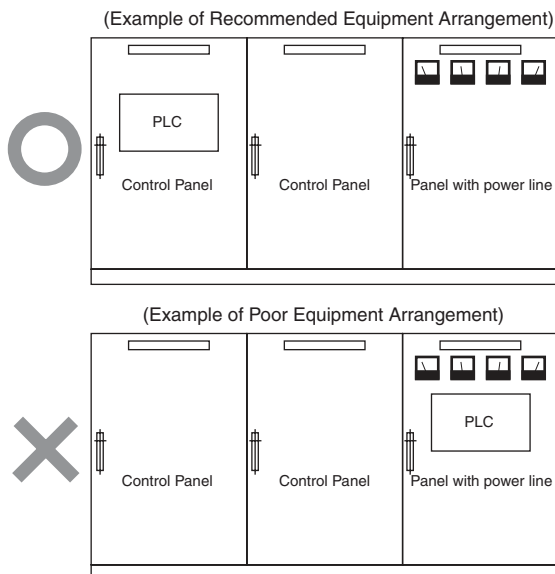 (Example of Recommended Equipment Arrangement)
PLC
Control Panel
Control Panel
Panel with power line
(Example of Poor Equipment Arrangement)
PLC
Control Panel
Control Panel
Panel with power line